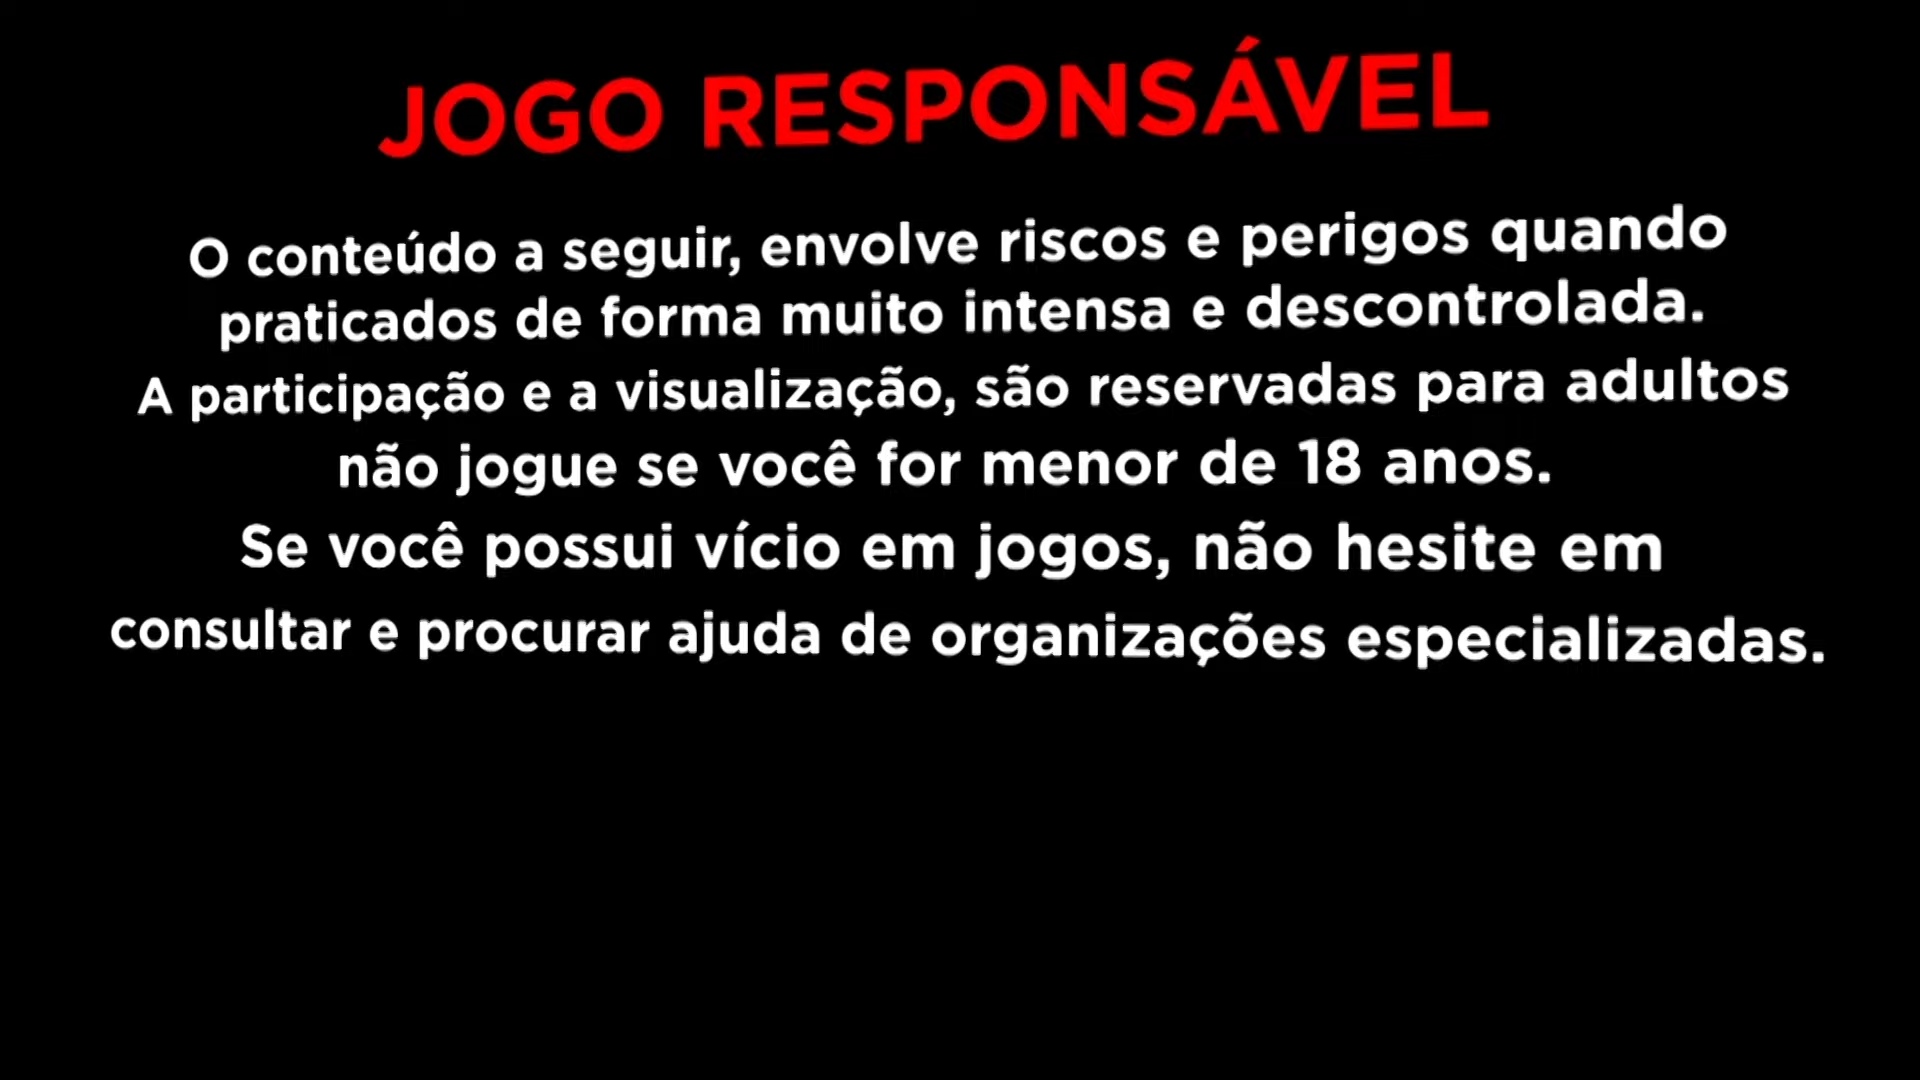 JOGO RESPONSÁVEL
O conteúdo a seguir, envolve riscos e perigos quando
praticados de forma muito intensa e descontrolada.
A participação e a visualização, são reservadas para adultos
não jogue se você for menor de 18 anos.
Se você possui vício em jogos, não hesite em
consultar e procurar ajuda de organizações especializadas.